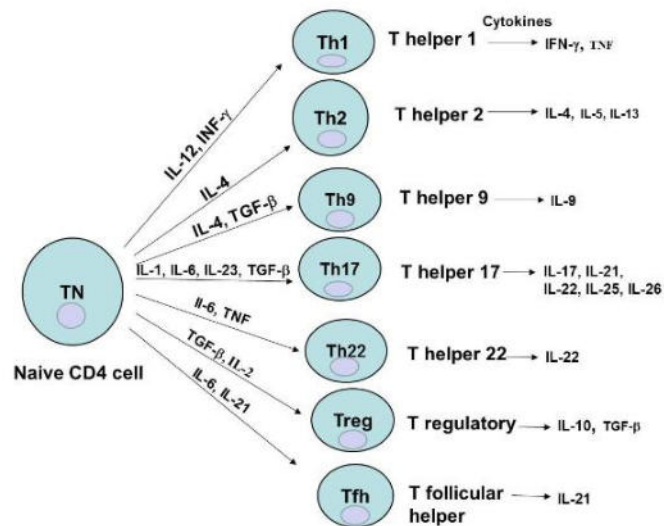 Cytokines
Th1 T helper 1 IFN-γ, TNF
IL-12, INF-γ
Th2 T helper 2 IL-4, IL-5, IL-13
IL-4
Th9 T helper 9 IL-9
IL-4, TGF-β
IL-1, IL-6, IL-23, TGF-β
Th17 T helper 17 IL-17, IL-21,
IL-22, IL-25, IL-26
TN
Naive CD4 cell
Il-6, TNF
Th22 T helper 22 IL-22
TGF-β, IL-2
Treg T regulatory IL-10, TGF-β
IL-6, IL-21
Tfh T follicular IL-21
helper